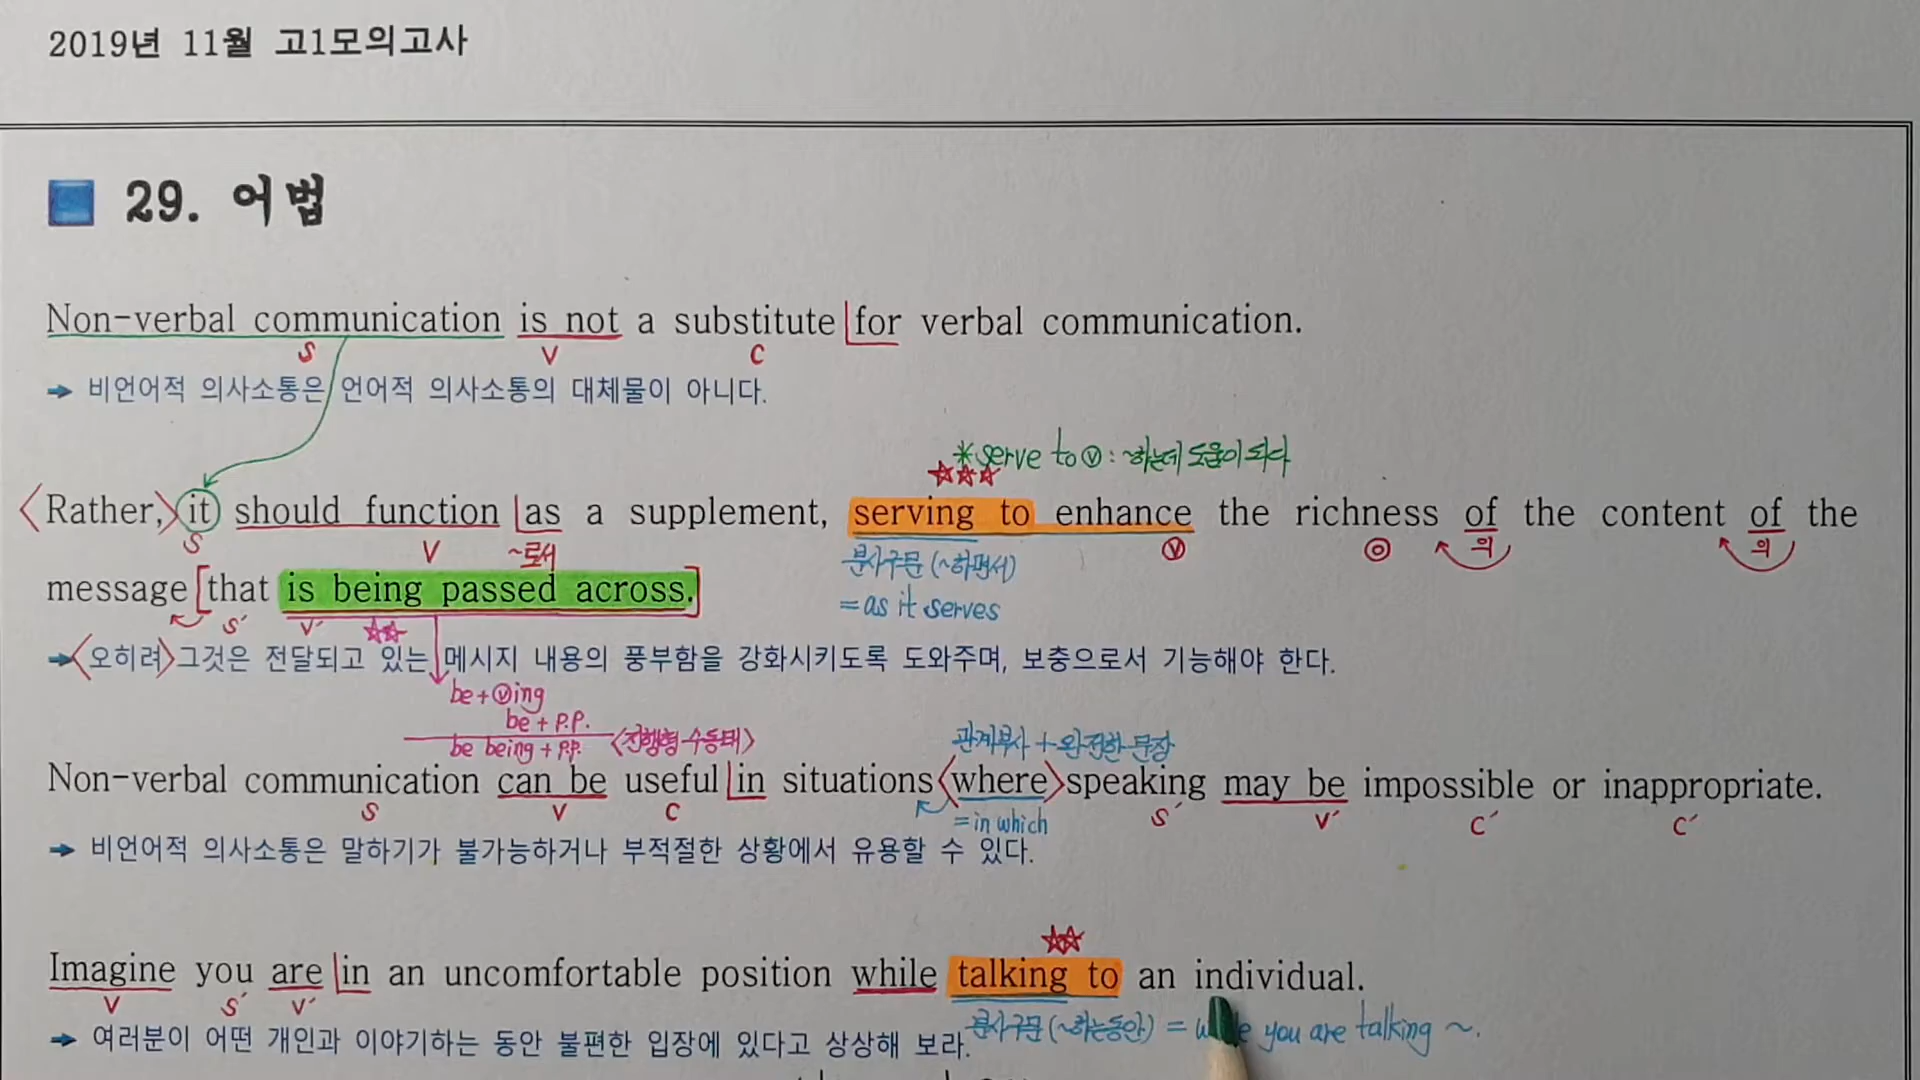 2019년 11월 고1모의고사
29. 어법
Non-verbal communication is not a substitute for verbal communication.
S V C
➔ 비언어적 의사소통은 언어적 의사소통의 대체물이 아니다.
*serve to ⓥ : ~하는데 도움이 되다
☆☆☆
<Rather,> it should function as a supplement, serving to enhance the richness of the content of the
S V ~로서 ⓥ ⓞ 의 의
분사구문 (~하면서)
= as it serves
message [that is being passed across.]
S´ V´ ☆☆
➔ <오히려> 그것은 전달되고 있는 메시지 내용의 풍부함을 강화시키도록 도와주며, 보충으로서 기능해야 한다.
be + ⓥing
be + P.P.
be being + P.P. <진행형 수동태>
관계부사 + 완전한 문장
Non-verbal communication can be useful in situations <where> speaking may be impossible or inappropriate.
S V C = in which S´ V´ C´ C´
➔ 비언어적 의사소통은 말하기가 불가능하거나 부적절한 상황에서 유용할 수 있다.
☆☆
Imagine you are in an uncomfortable position while talking to an individual.
V S´ V´
분사구문 (~하는동안) = you are talking ~.
➔ 여러분이 어떤 개인과 이야기하는 동안 불편한 입장에 있다고 상상해 보라.